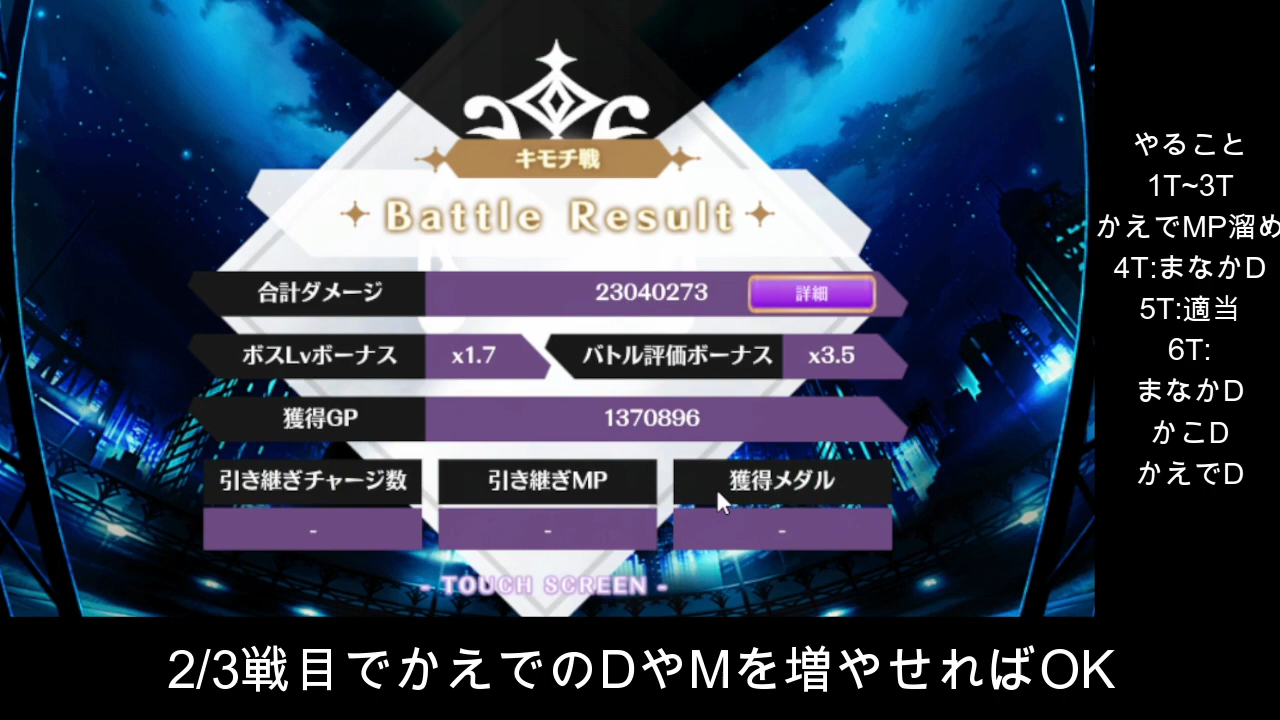 キモチ戦
Battle Result
合計ダメージ 23040273 詳細
ボスLvボーナス x1.7 バトル評価ボーナス x3.5
獲得GP 1370896
引き継ぎチャージ数 引き継ぎMP 獲得メダル
- - -
- TOUCH SCREEN -
やること
1T~3T
かえでMP溜め
4T:まなかD
5T:適当
6T:
まなかD
かこD
かえでD
2/3戦目でかえでのDやMを増やせればOK